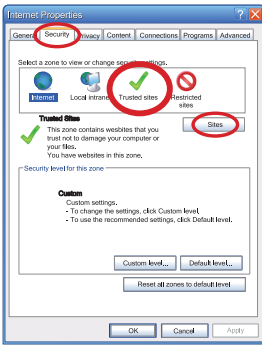 Internet Properties
General Security Privacy Content Connections Programs Advanced
Select a zone to view or change security settings.
Internet Local intranet Trusted sites Restricted sites
Trusted Sites
Sites
This zone contains wesbites that you
trust not to damage your computer or
your files.
You have websites in this zone.
Security level for this zone
Custom
Custom settings.
- To change the settings, click Custom level.
- To use the recommended settings, click Default level.
Custom level... Default level...
Reset all zones to default level
OK Cancel Apply